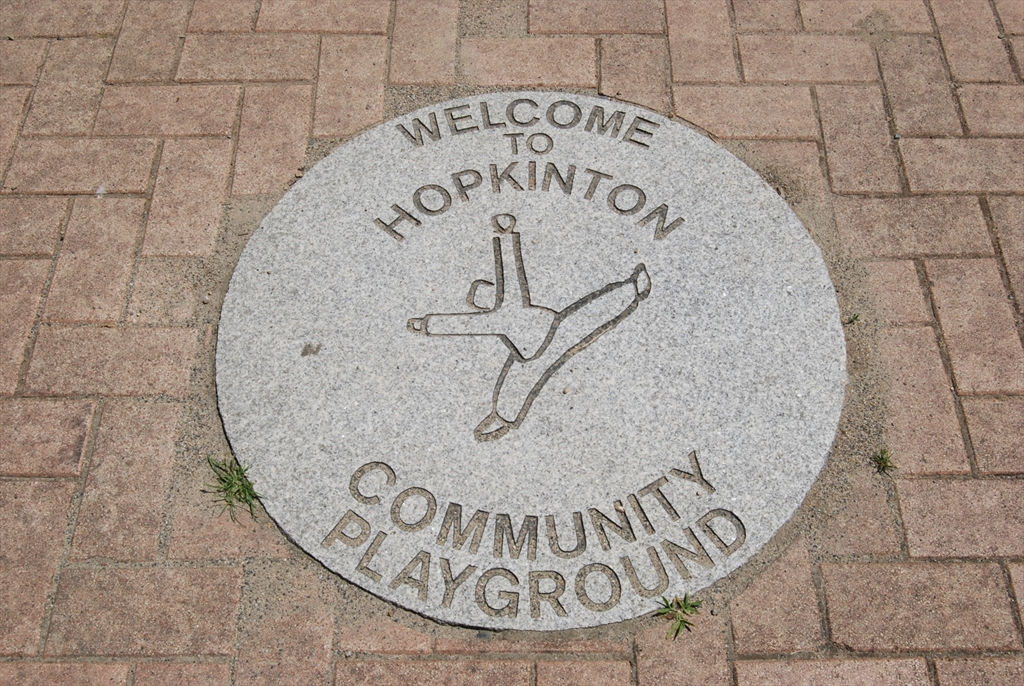 WELCOME
TO
HOPKINTON
COMMUNITY
PLAYGROUND